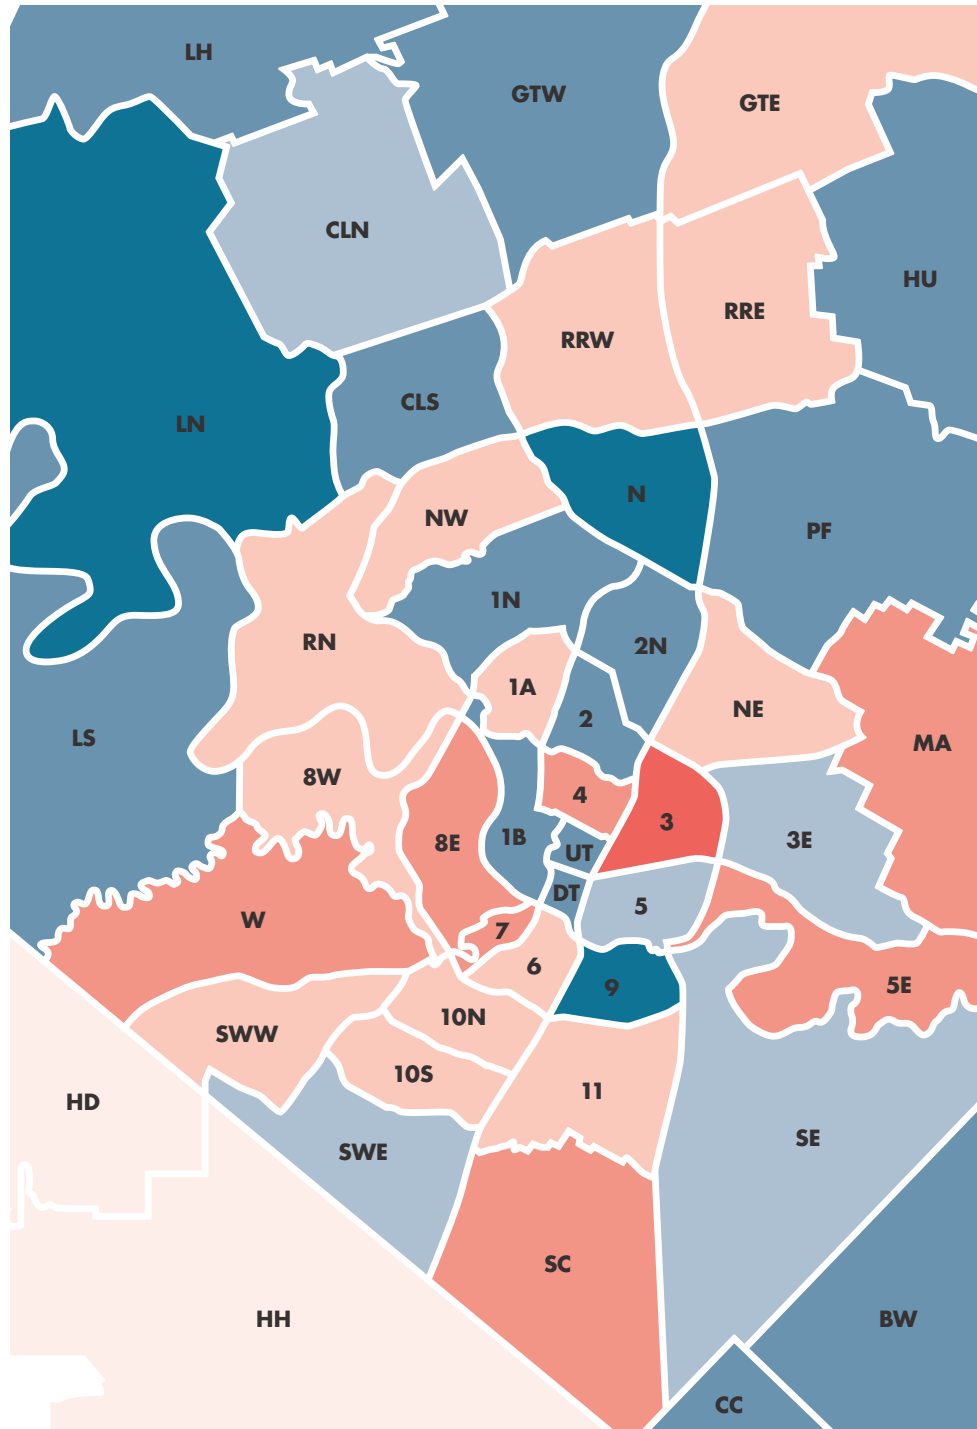 LH
GTW
GTE
CLN
HU
RRE
RRW
CLS
LN
N
NW
PF
1N
RN
2N
1A
NE
2
LS
MA
8W
4
3
1B
8E
3E
UT
DT
5
W
7
6
9
5E
10N
SWW
10S
11
HD
SE
SWE
SC
HH
BW
CC